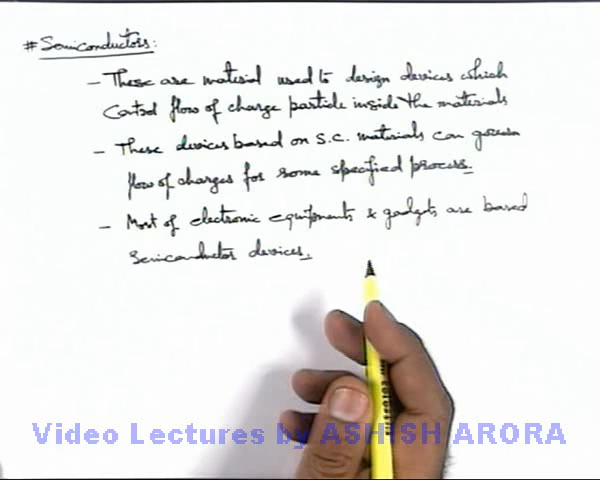 # Semiconductors:
- These are material used to design devices which
Control flow of charge particle inside the materials
- These devices based on S.C. materials can govern
flow of charges for some specified process.
- Most of electronic equipments & gadgets are based
Semiconductor devices.
Video Lectures by ASHISH ARORA